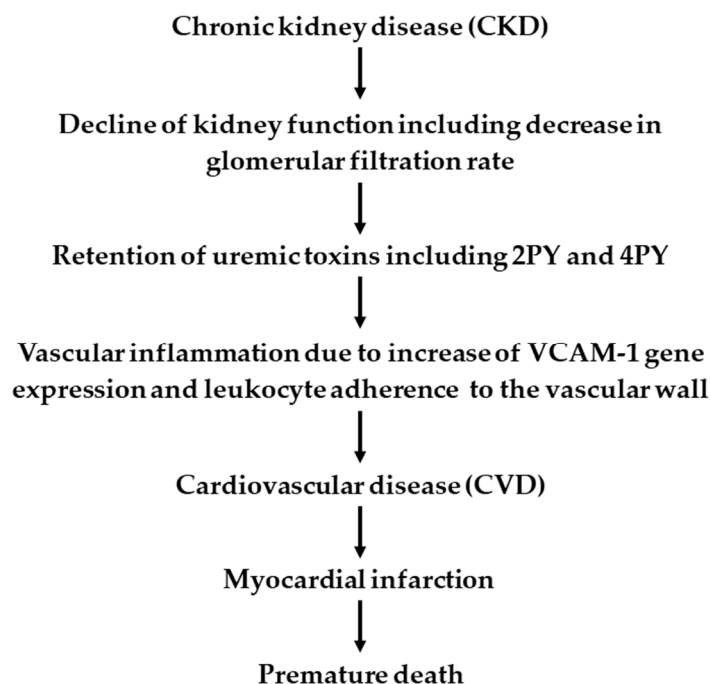 Chronic kidney disease (CKD)
Decline of kidney function including decrease in
glomerular filtration rate
Retention of uremic toxins including 2PY and 4PY
Vascular inflammation due to increase of VCAM-1 gene
expression and leukocyte adherence to the vascular wall
Cardiovascular disease (CVD)
Myocardial infarction
Premature death